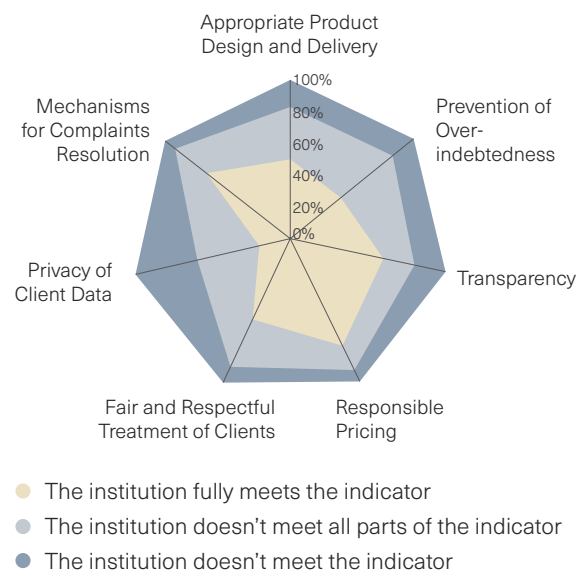 Appropriate Product
Design and Delivery
100%
80%
60%
40%
20%
0%
Prevention of
Over-
indebtedness
Transparency
Responsible
Pricing
Fair and Respectful
Treatment of Clients
Privacy of
Client Data
Mechanisms
for Complaints
Resolution
The institution fully meets the indicator
The institution doesn't meet all parts of the indicator
The institution doesn't meet the indicator